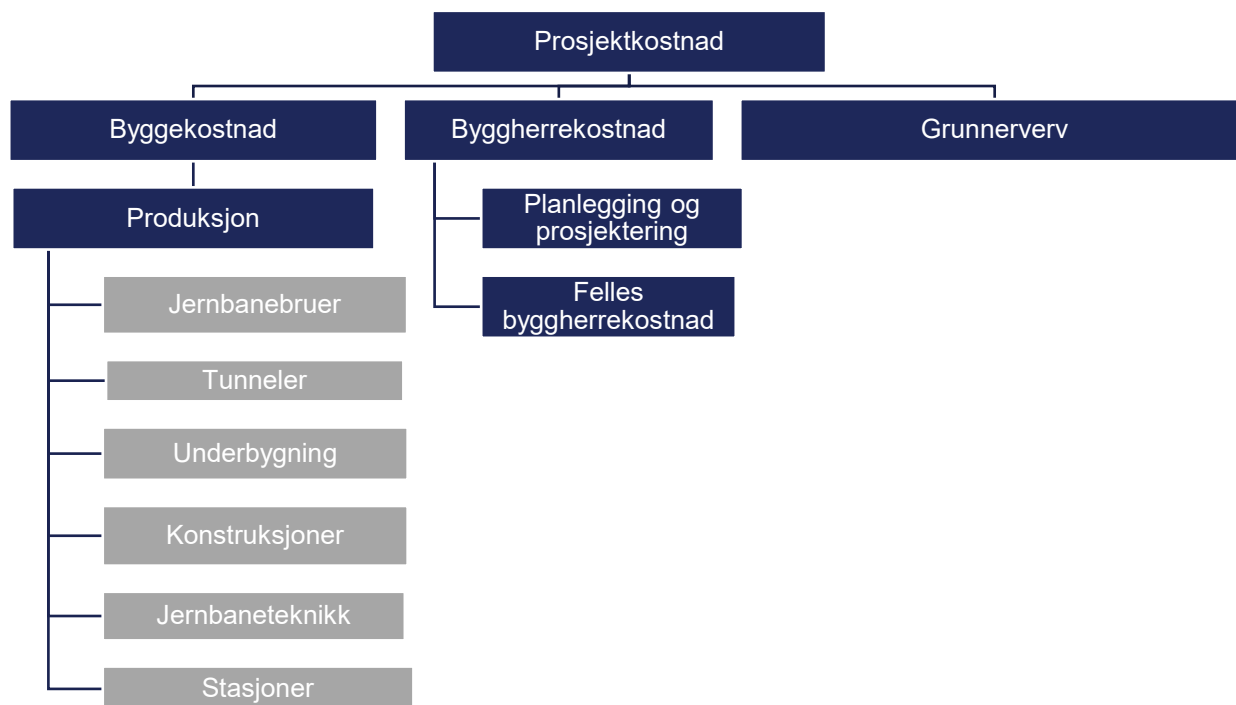 Prosjektkostnad
Byggekostnad
Byggherrekostnad
Grunnerverv
Produksjon
Planlegging og
prosjektering
Felles
byggherrekostnad
Jernbanebruer
Tunneler
Underbygning
Konstruksjoner
Jernbaneteknikk
Stasjoner